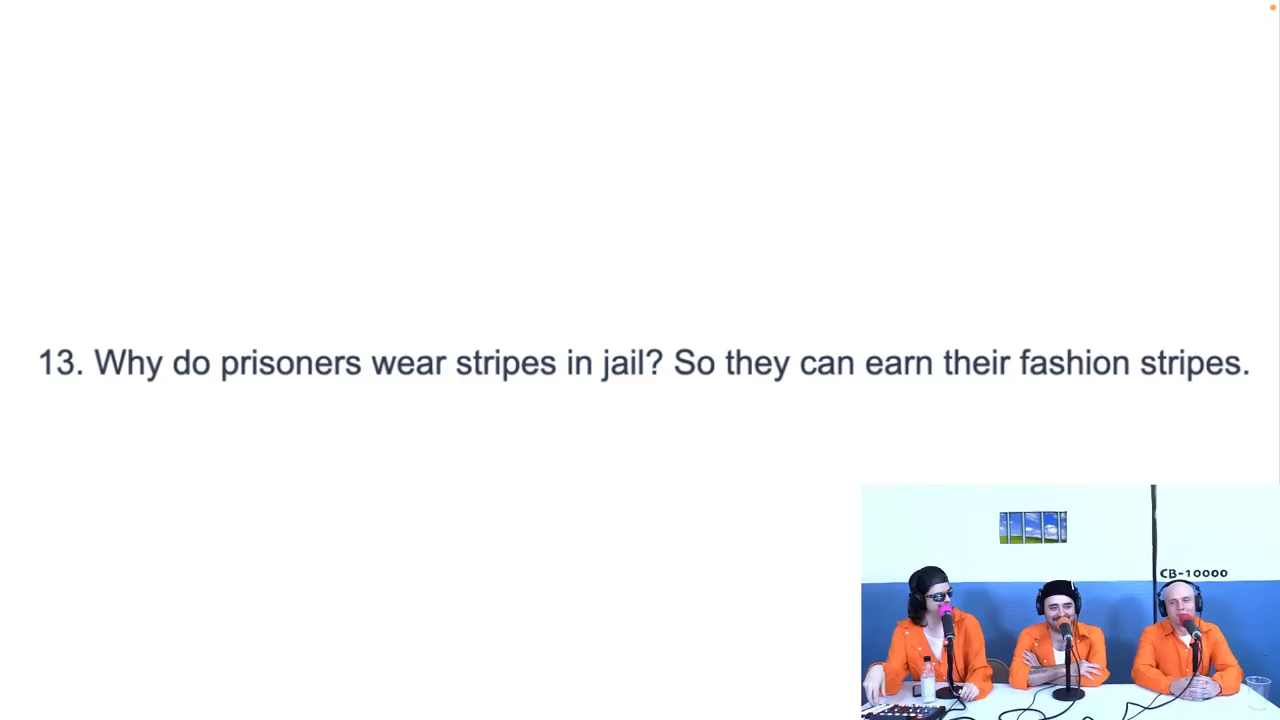 13. Why do prisoners wear stripes in jail? So they can earn their fashion stripes.
CB-10000